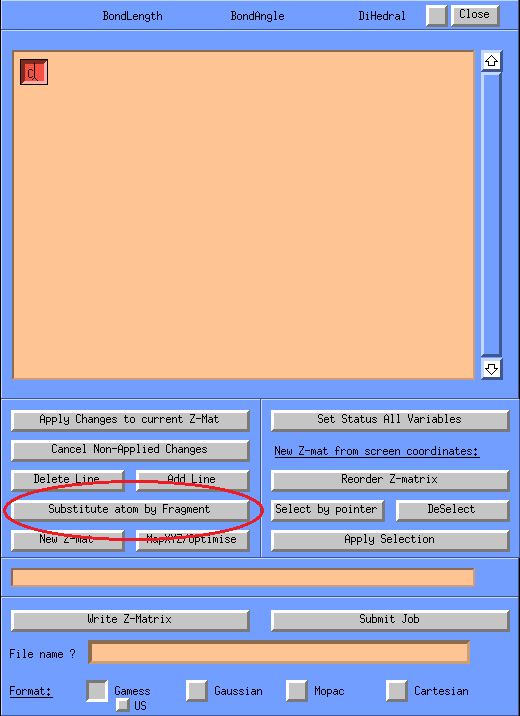 BondLength BondAngle DiHedral Close
c
Apply Changes to current Z-Mat Set Status All Variables
Cancel Non-Applied Changes New Z-mat from screen coordinates:
Delete Line Add Line Reorder Z-matrix
Substitute atom by Fragment Select by pointer DeSelect
New Z-mat MapXYZ/Optimise Apply Selection
Write Z-Matrix Submit Job
File name ?
Format: Gamess Gaussian Mopac Cartesian
US